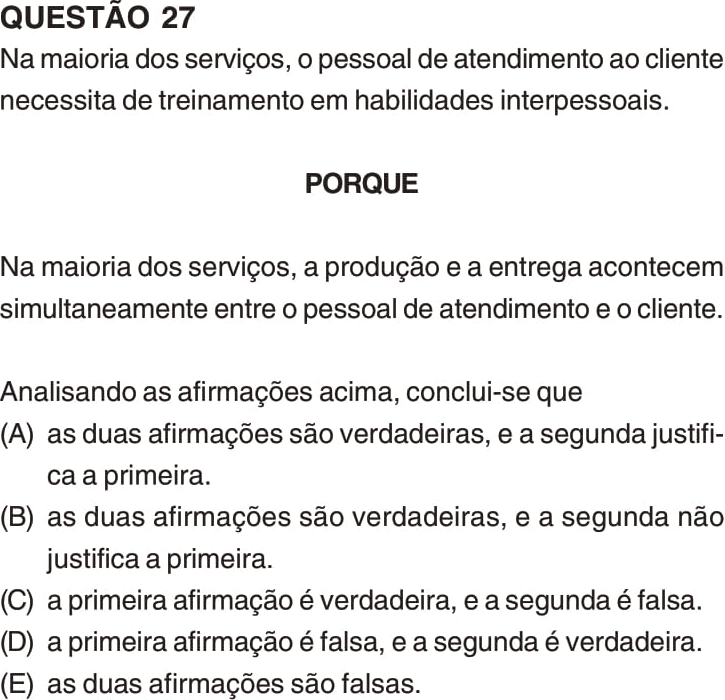 QUESTÃO 27
Na maioria dos serviços, o pessoal de atendimento ao cliente
necessita de treinamento em habilidades interpessoais.
PORQUE
Na maioria dos serviços, a produção e a entrega acontecem
simultaneamente entre o pessoal de atendimento e o cliente.
Analisando as afirmações acima, conclui-se que
(A) as duas afirmações são verdadeiras, e a segunda justifi-
ca a primeira.
(B) as duas afirmações são verdadeiras, e a segunda não
justifica a primeira.
(C) a primeira afirmação é verdadeira, e a segunda é falsa.
(D) a primeira afirmação é falsa, e a segunda é verdadeira.
(E) as duas afirmações são falsas.